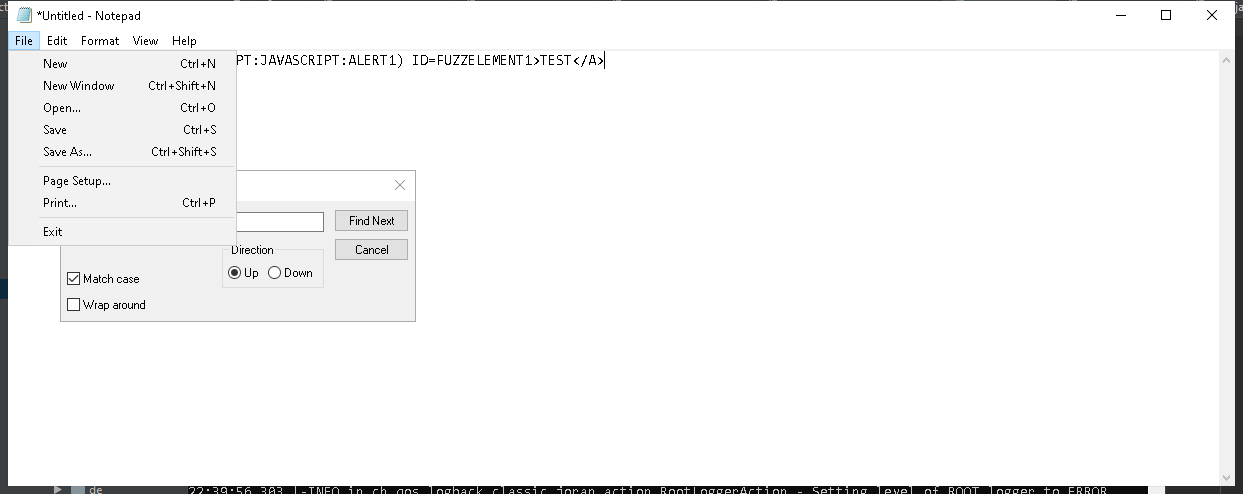 *Untitled - Notepad
File Edit Format View Help
PT:JAVASCRIPT:ALERT1) ID=FUZZELEMENT1>TEST</A>
New Ctrl+N
New Window Ctrl+Shift+N
Open... Ctrl+O
Save Ctrl+S
Save As... Ctrl+Shift+S
Page Setup...
Print... Ctrl+P
Exit
Find Next
Cancel
Direction
Up Down
Match case
Wrap around
de 22:39:56,303 |-INFO in ch.qos.logback.classic.joran.action.RootLoggerAction - Setting level of ROOT logger to ERROR